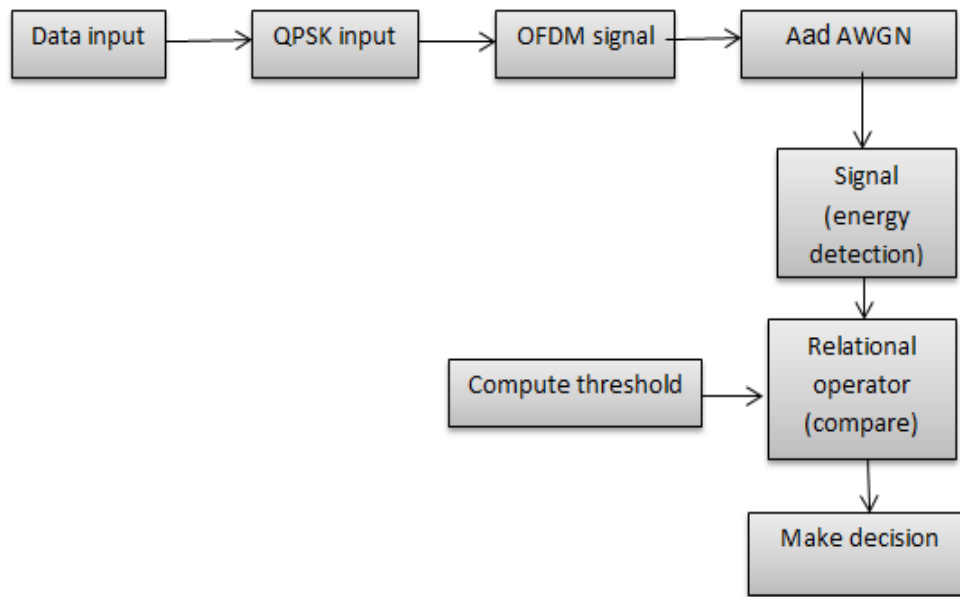 Data input
QPSK input
OFDM signal
Aad AWGN
Signal
(energy
detection)
Compute threshold
Relational
operator
(compare)
Make decision